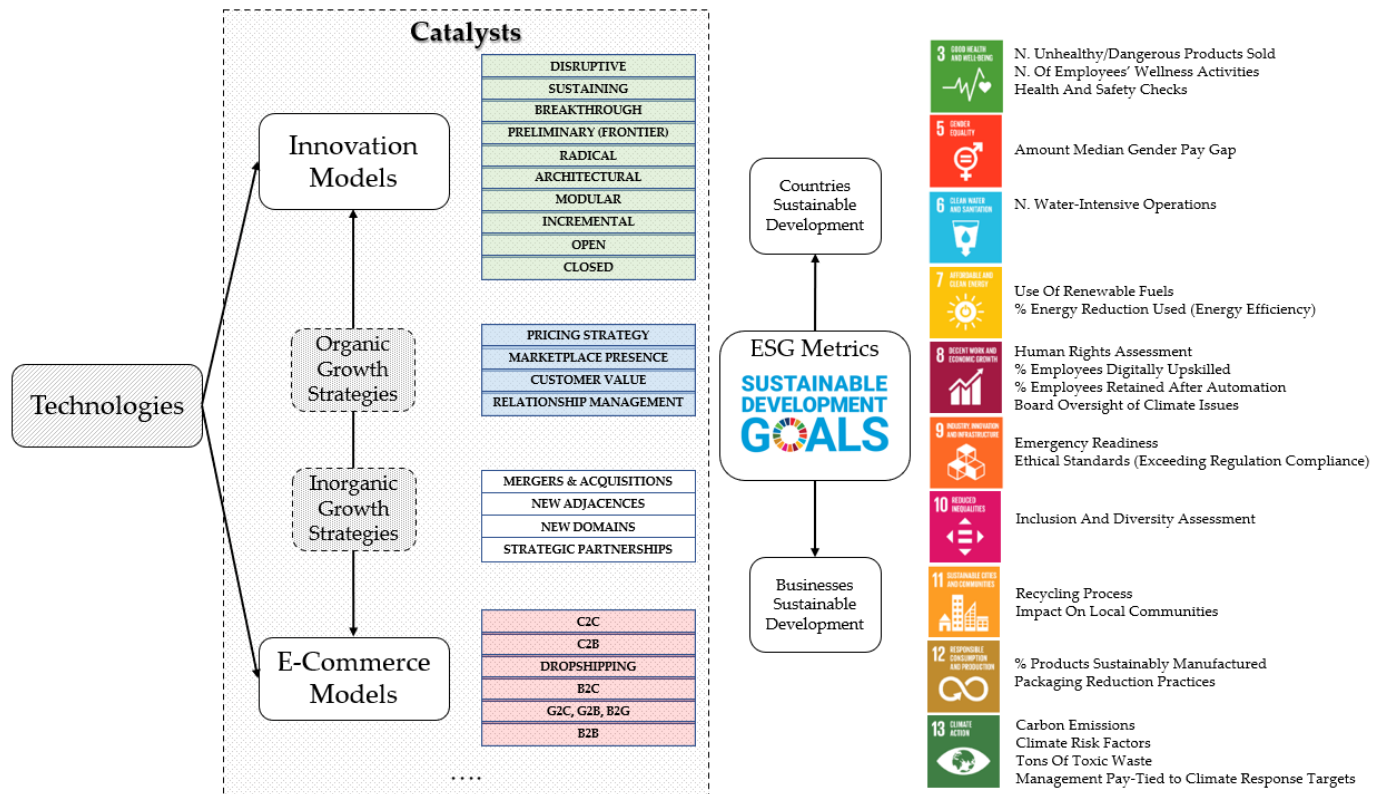 Catalysts
Innovation
Models
Organic
Growth
Strategies
Technologies
Inorganic
Growth
Strategies
E-Commerce
Models
DISRUPTIVE
SUSTAINING
BREAKTHROUGH
PRELIMINARY (FRONTIER)
RADICAL
ARCHITECTURAL
MODULAR
INCREMENTAL
OPEN
CLOSED
PRICING STRATEGY
MARKETPLACE PRESENCE
CUSTOMER VALUE
RELATIONSHIP MANAGEMENT
MERGERS & ACQUISITIONS
NEW ADJACENCES
NEW DOMAINS
STRATEGIC PARTNERSHIPS
C2C
C2B
DROPSHIPPING
B2C
G2C, G2B, B2G
B2B
....
Countries
Sustainable
Development
ESG Metrics
SUSTAINABLE
DEVELOPMENT
GOALS
Businesses
Sustainable
Development
3 GOOD HEALTH
AND WELL-BEING
N. Unhealthy/Dangerous Products Sold
N. Of Employees' Wellness Activities
Health And Safety Checks
5 GENDER
EQUALITY
Amount Median Gender Pay Gap
6 CLEAN WATER
AND SANITATION
N. Water-Intensive Operations
7 AFFORDABLE AND
CLEAN ENERGY
Use Of Renewable Fuels
% Energy Reduction Used (Energy Efficiency)
8 DECENT WORK AND
ECONOMIC GROWTH
Human Rights Assessment
% Employees Digitally Upskilled
% Employees Retained After Automation
Board Oversight of Climate Issues
9 INDUSTRY, INNOVATION
AND INFRASTRUCTURE
Emergency Readiness
Ethical Standards (Exceeding Regulation Compliance)
10 REDUCED
INEQUALITIES
Inclusion And Diversity Assessment
11 SUSTAINABLE CITIES
AND COMMUNITIES
Recycling Process
Impact On Local Communities
12 RESPONSIBLE
CONSUMPTION
AND PRODUCTION
% Products Sustainably Manufactured
Packaging Reduction Practices
13 CLIMATE
ACTION
Carbon Emissions
Climate Risk Factors
Tons Of Toxic Waste
Management Pay-Tied to Climate Response Targets